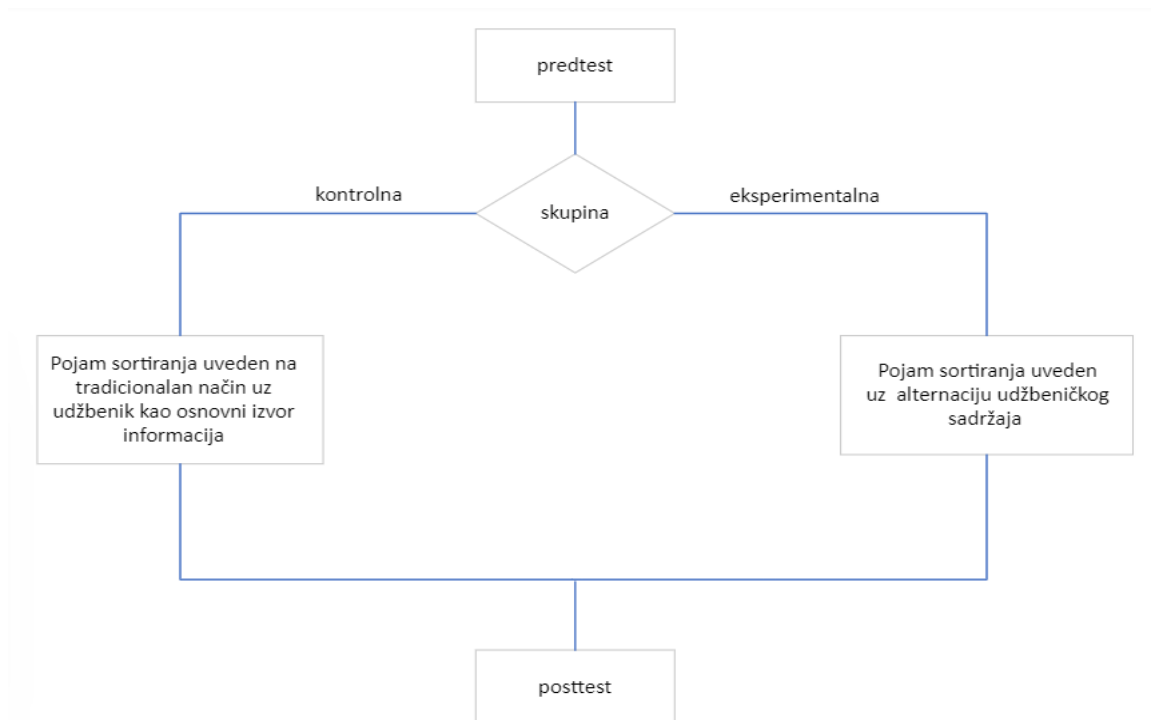 predtest
kontrolna
skupina
eksperimentalna
Pojam sortiranja uveden na
tradicionalan način uz
udžbenik kao osnovni izvor
informacija
Pojam sortiranja uveden
uz alternaciju udžbeničkog
sadržaja
posttest